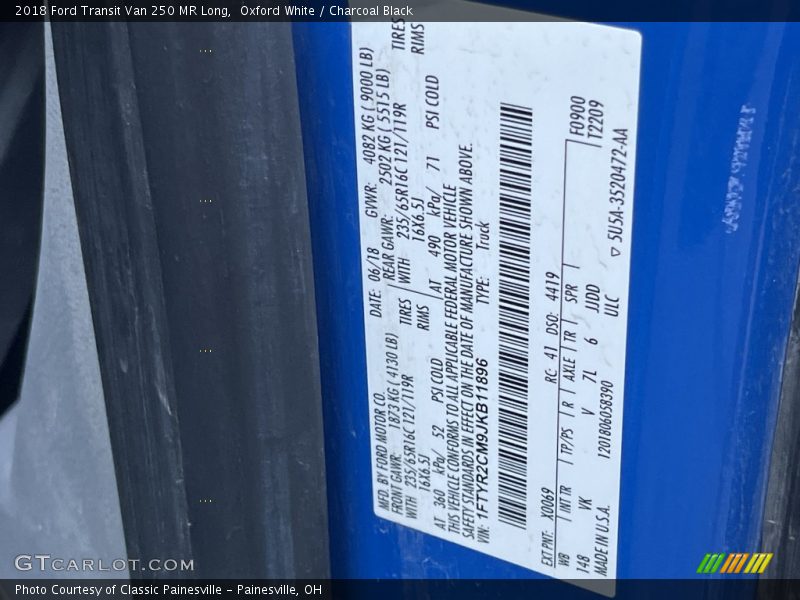 2018 Ford Transit Van 250 MR Long,  Oxford White / Charcoal Black
MFD. BY FORD MOTOR CO.
DATE: 06/18 GVWR: 4082 KG ( 9000 LB)
FRONT GAWR: 1873 KG ( 4130 LB)
REAR GAWR: 2502 KG ( 5515 LB)
WITH 235/65R16C 121/119R TIRES
WITH 235/65R16C 121/119R TIRES
16X6.5J RIMS
16X6.5J RIMS
AT 360 kPa/ 52 PSI COLD
AT 490 kPa/ 71 PSI COLD
THIS VEHICLE CONFORMS TO ALL APPLICABLE FEDERAL MOTOR VEHICLE
SAFETY STANDARDS IN EFFECT ON THE DATE OF MANUFACTURE SHOWN ABOVE.
VIN: 1FTYR2CM9JKB11896 TYPE: Truck
EXT PNT: X0069 RC: 41 DSO: 4419 F0900
WB INT TR TP/PS R AXLE TR SPR T2209
148 VK V 7L 6 JJDD
MADE IN U.S.A. 1201806058390 ULC 5USA-3520472-AA
GTCARLOT.COM
Photo Courtesy of Classic Painesville - Painesville, OH